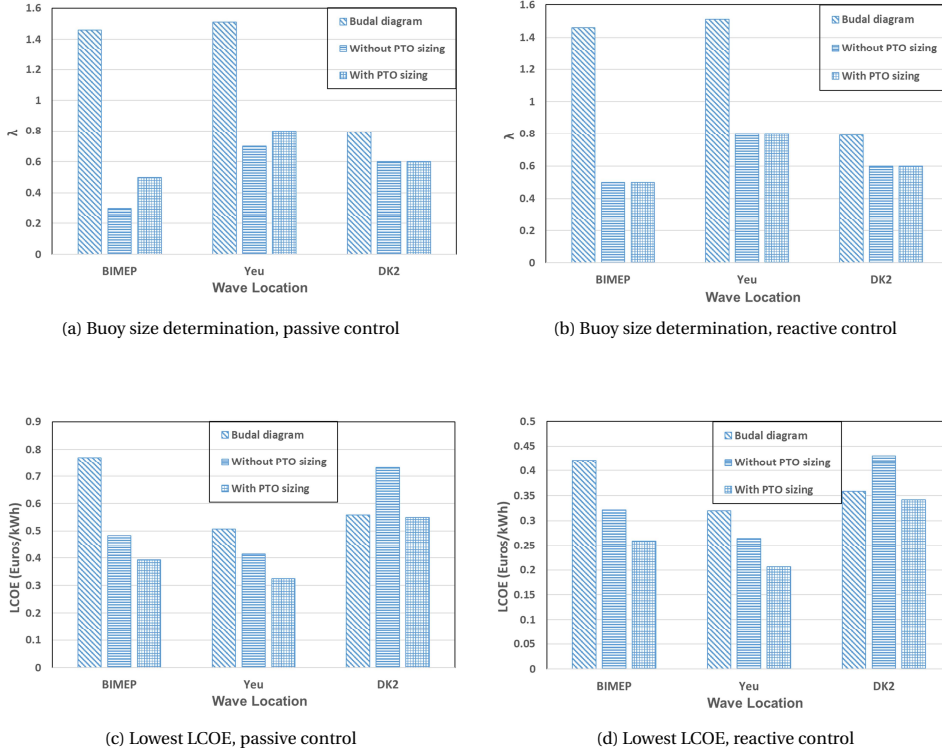 1.6
1.4
1.2
1
0.8
0.6
0.4
0.2
0
λ
Budal diagram
Without PTO sizing
With PTO sizing
BIMEP Yeu DK2
Wave Location
(a) Buoy size determination, passive control
1.6
1.4
1.2
1
0.8
0.6
0.4
0.2
0
λ
Budal diagram
Without PTO sizing
With PTO sizing
BIMEP Yeu DK2
Wave Location
(b) Buoy size determination, reactive control
0.9
0.8
0.7
0.6
0.5
0.4
0.3
0.2
0.1
0
LCOE (Euros/kWh)
Budal diagram
Without PTO sizing
With PTO sizing
BIMEP Yeu DK2
Wave Location
(c) Lowest LCOE, passive control
0.5
0.45
0.4
0.35
0.3
0.25
0.2
0.15
0.1
0.05
0
LCOE (Euros/kWh)
Budal diagram
Without PTO sizing
With PTO sizing
BIMEP Yeu DK2
Wave Location
(d) Lowest LCOE, reactive control